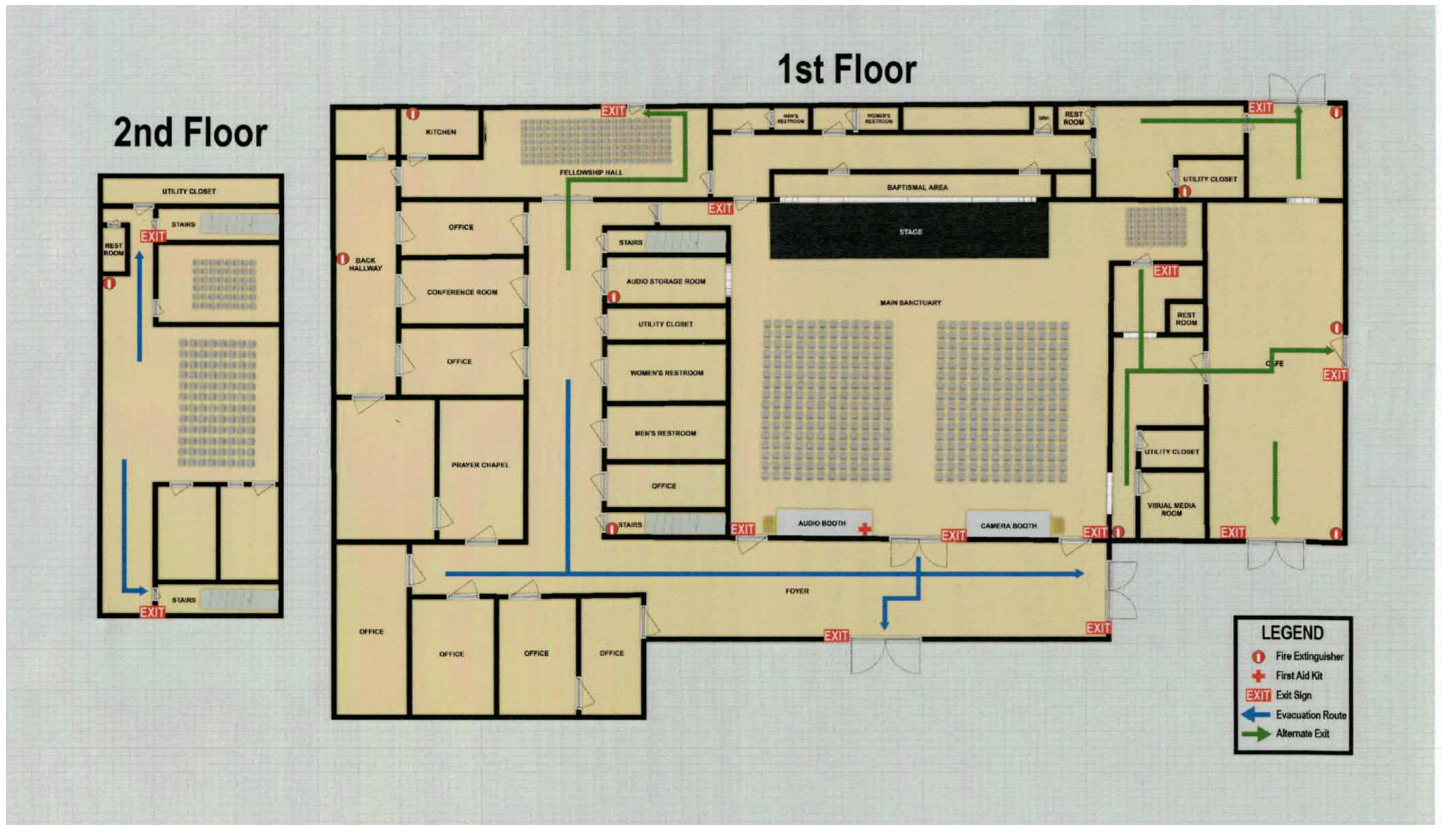 2nd Floor
UTILITY CLOSET
STAIRS
EXIT
REST
ROOM
STAIRS
EXIT
1st Floor
EXIT
EXIT
KITCHEN
MEN'S
RESTROOM
WOMEN'S
RESTROOM
REST
ROOM
FELLOWSHIP HALL
UTILITY CLOSET
BAPTISMAL AREA
EXIT
OFFICE
STAGE
STAIRS
BACK
HALLWAY
EXIT
AUDIO STORAGE ROOM
CONFERENCE ROOM
MAIN SANCTUARY
REST
ROOM
UTILITY CLOSET
OFFICE
CAFE
WOMEN'S RESTROOM
EXIT
MEN'S RESTROOM
UTILITY CLOSET
PRAYER CHAPEL
OFFICE
VISUAL MEDIA
ROOM
STAIRS
EXIT
AUDIO BOOTH
CAMERA BOOTH
EXIT
EXIT
EXIT
FOYER
OFFICE
EXIT
EXIT
OFFICE
OFFICE
OFFICE
LEGEND
Fire Extinguisher
First Aid Kit
EXIT Exit Sign
Evacuation Route
Alternate Exit